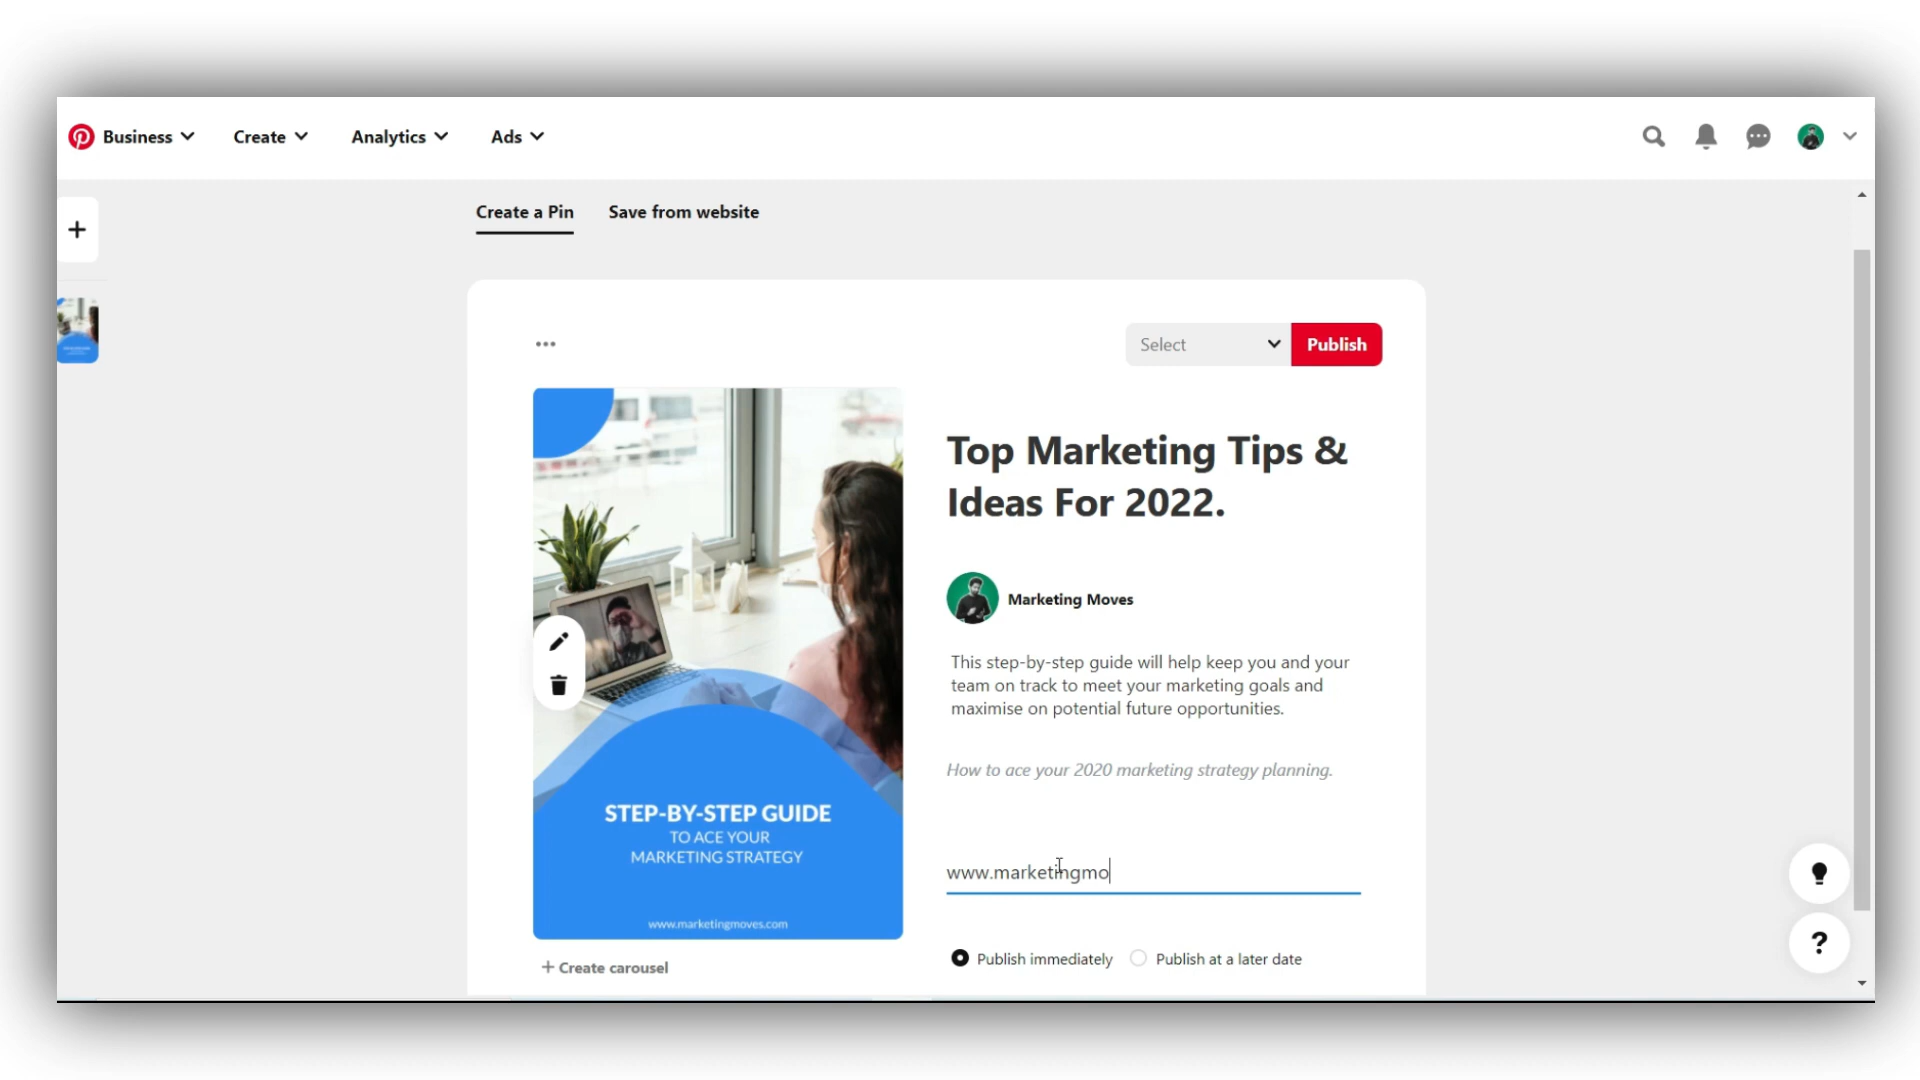 Business Create Analytics Ads
Create a Pin Save from website
Select Publish
Top Marketing Tips &
Ideas For 2022.
Marketing Moves
This step-by-step guide will help keep you and your
team on track to meet your marketing goals and
maximise on potential future opportunities.
How to ace your 2020 marketing strategy planning.
www.marketingmo
Publish immediately Publish at a later date
STEP-BY-STEP GUIDE
TO ACE YOUR
MARKETING STRATEGY
www.marketingmoves.com
+ Create carousel
?